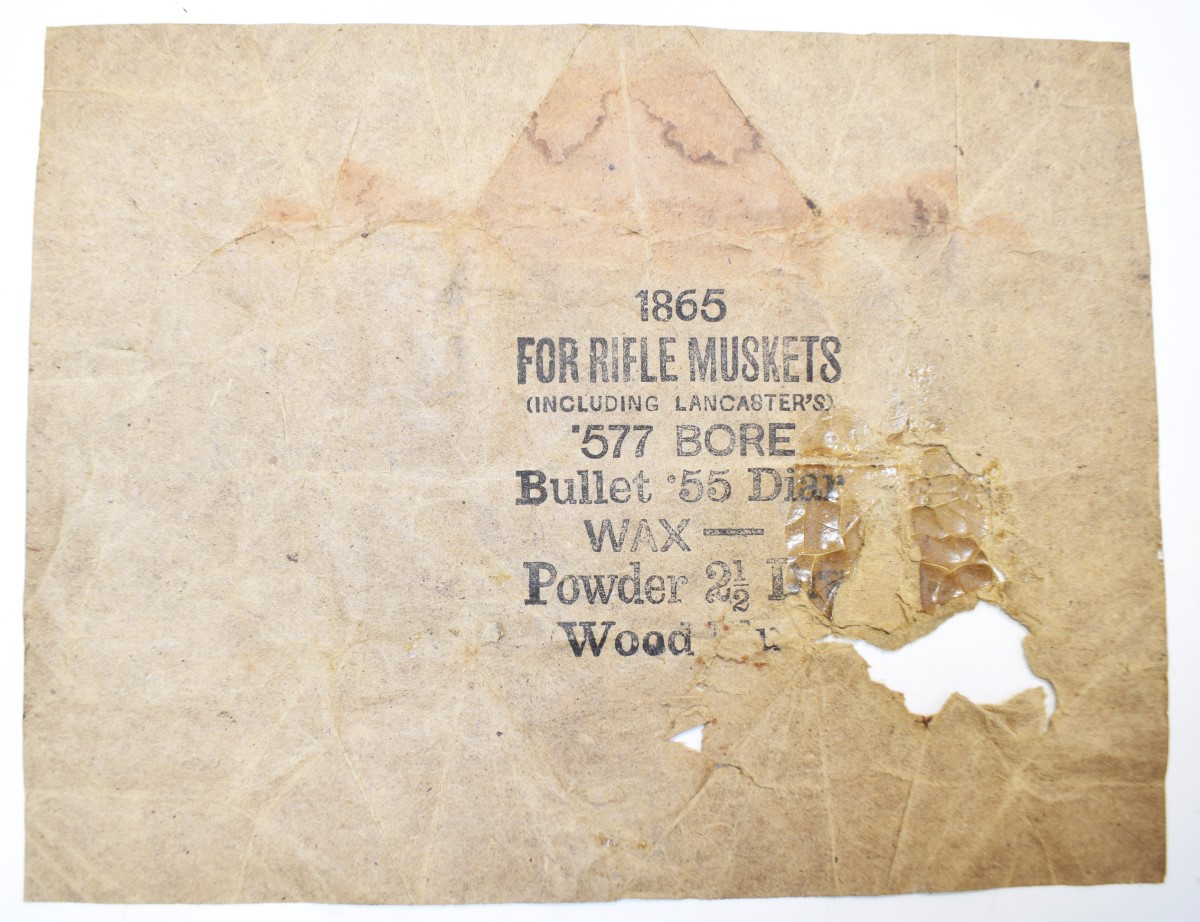 1865
FOR RIFLE MUSKETS
(INCLUDING LANCASTER'S)
·577 BORE
Bullet ·55 Diar
WAX —
Powder 2½
Wood